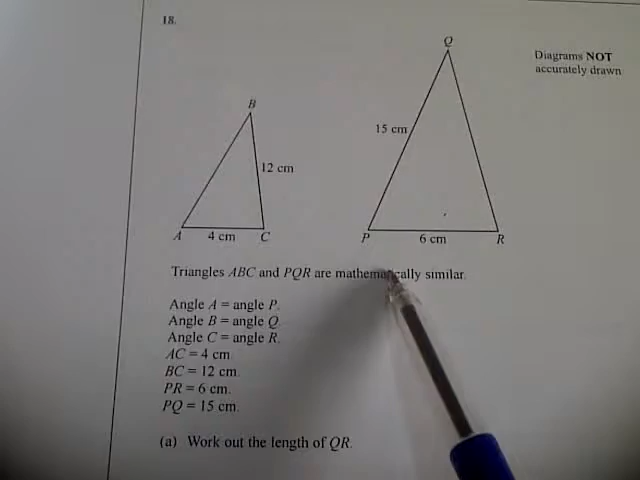 18.
Q
Diagrams NOT
accurately drawn
B
15 cm
12 cm
A
4 cm
C
P
6 cm
R
Triangles ABC and PQR are mathematically similar.
Angle A = angle P.
Angle B = angle Q.
Angle C = angle R.
AC = 4 cm.
BC = 12 cm.
PR = 6 cm.
PQ = 15 cm.
(a) Work out the length of QR.